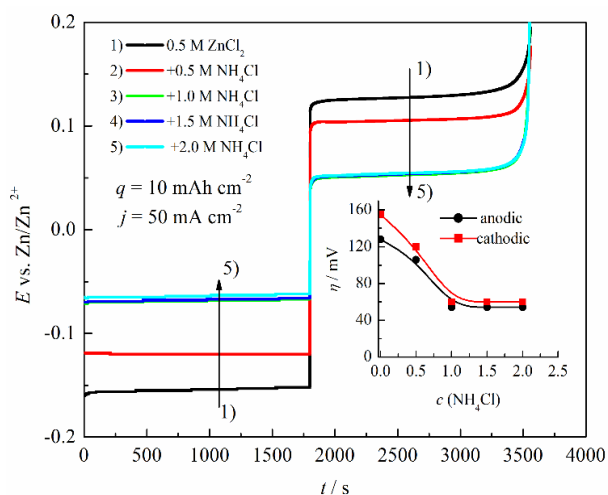 0.2
0.1
0.0
-0.1
-0.2
E vs. Zn/Zn²⁺
1) 0.5 M ZnCl₂
2) +0.5 M NH₄Cl
3) +1.0 M NH₄Cl
4) +1.5 M NH₄Cl
5) +2.0 M NH₄Cl
q = 10 mAh cm⁻²
j = 50 mA cm⁻²
1)
5)
5)
1)
160
120
80
40
0
η / mV
anodic
cathodic
0.0 0.5 1.0 1.5 2.0 2.5
c (NH₄Cl)
0 500 1000 1500 2000 2500 3000 3500 4000
t / s